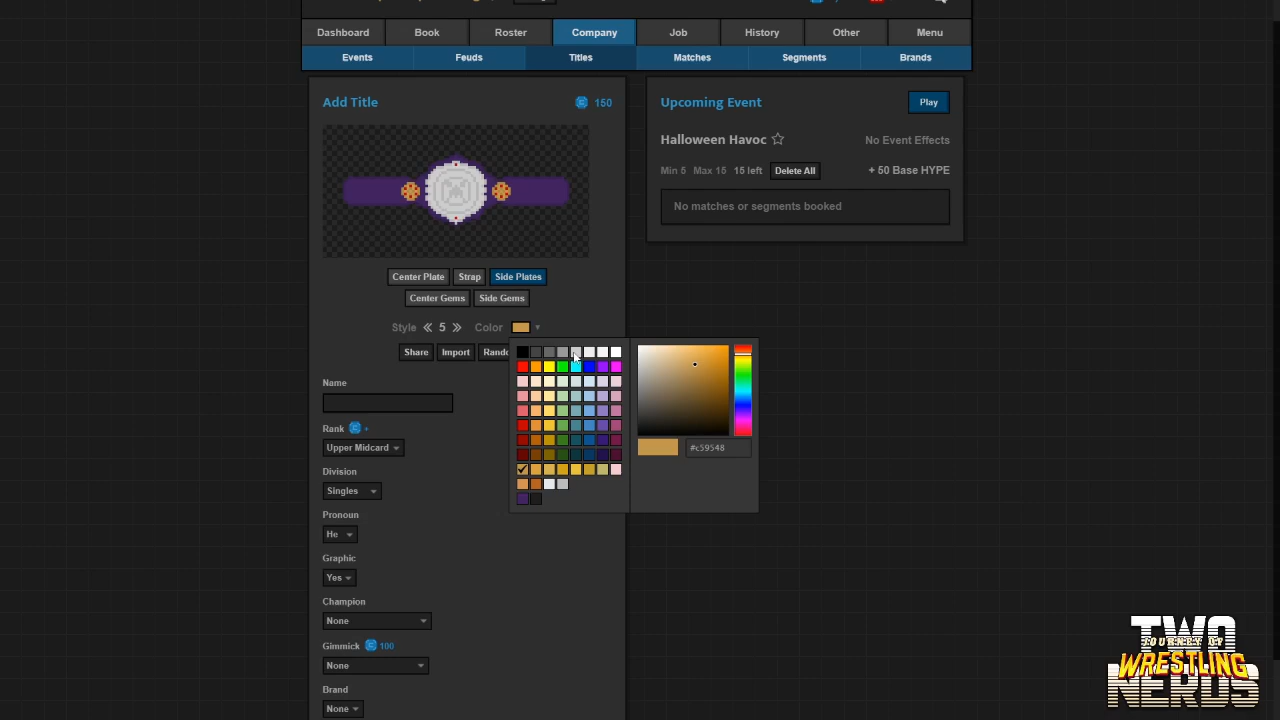 Dashboard Book Roster Company Job History Other Menu
Events Feuds Titles Matches Segments Brands
Add Title 150
Center Plate Strap Side Plates
Center Gems Side Gems
Style 5 Color
Share Import Rando
Name
Rank +
Upper Midcard
Division
Singles
Pronoun
He
Graphic
Yes
Champion
None
Gimmick 100
None
Brand
None
#c59548
Upcoming Event Play
Halloween Havoc No Event Effects
Min 5 Max 15 15 left Delete All + 50 Base HYPE
No matches or segments booked
TWO
JOURNEY OF
WRESTLING
NERDS